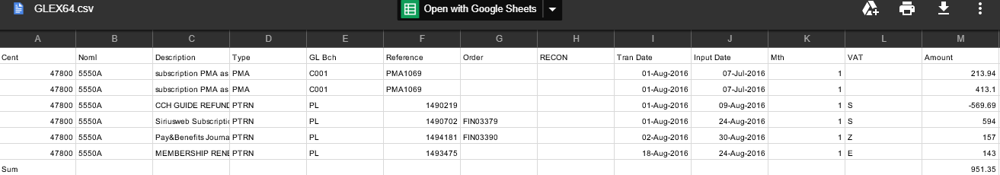 GLEX64.csv Open with Google Sheets
A B C D E F G H I J K L M
Cent Noml Description Type GL Bch Reference Order RECON Tran Date Input Date Mth VAT Amount
47800 5550A subscription PMA as PMA C001 PMA1069 01-Aug-2016 07-Jul-2016 1 213.94
47800 5550A subscription PMA as PMA C001 PMA1069 01-Aug-2016 07-Jul-2016 1 413.1
47800 5550A CCH GUIDE REFUND PTRN PL 1490219 01-Aug-2016 09-Aug-2016 1 S -569.69
47800 5550A Siriusweb Subscriptic PTRN PL 1490702 FIN03379 01-Aug-2016 24-Aug-2016 1 S 594
47800 5550A Pay&Benefits Journa PTRN PL 1494181 FIN03390 02-Aug-2016 30-Aug-2016 1 Z 157
47800 5550A MEMBERSHIP RENE PTRN PL 1493475 18-Aug-2016 24-Aug-2016 1 E 143
Sum 951.35